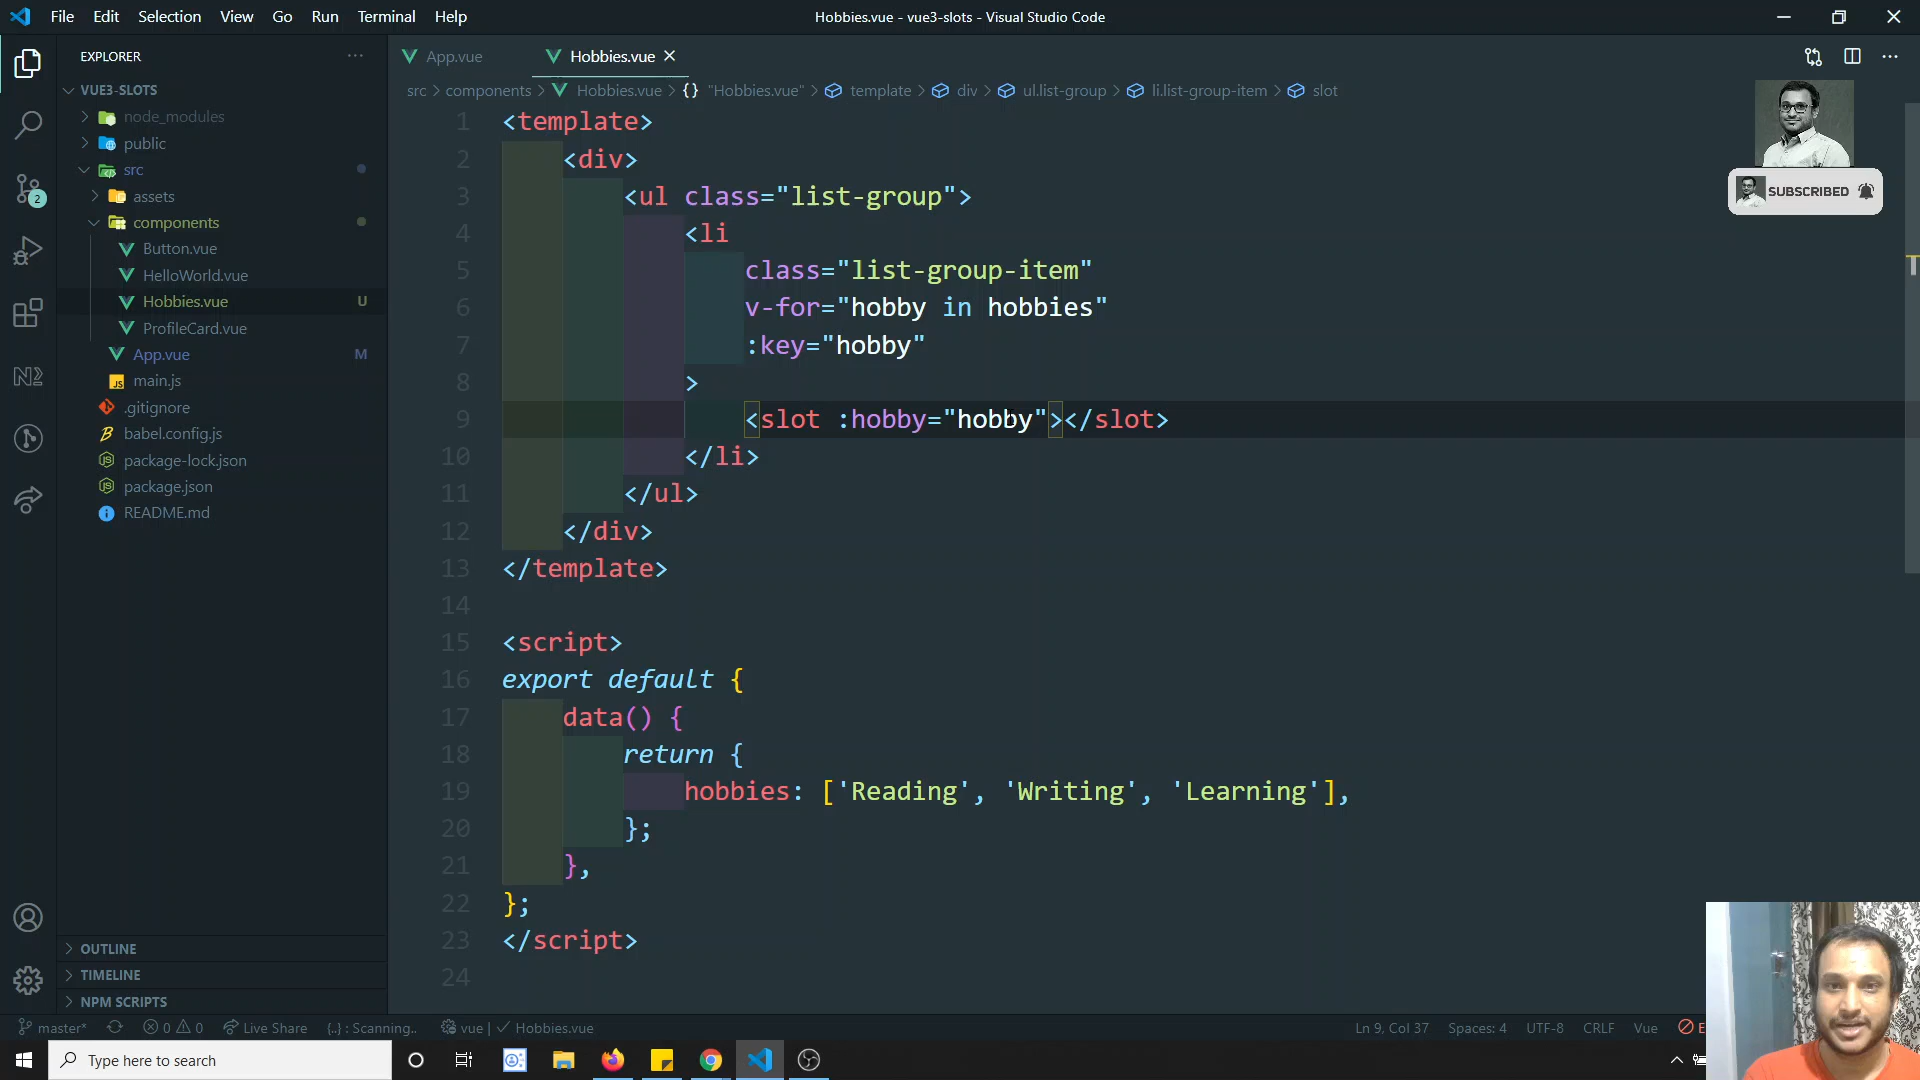 File Edit Selection View Go Run Terminal Help
Hobbies.vue - vue3-slots - Visual Studio Code
EXPLORER
VUE3-SLOTS
node_modules
public
src
assets
components
Button.vue
HelloWorld.vue
Hobbies.vue U
ProfileCard.vue
App.vue M
main.js
.gitignore
babel.config.js
package-lock.json
package.json
README.md
OUTLINE
TIMELINE
NPM SCRIPTS
2
App.vue Hobbies.vue
src > components > Hobbies.vue > {} "Hobbies.vue" > template > div > ul.list-group > li.list-group-item > slot
SUBSCRIBED
1 <template>
2 <div>
3 <ul class="list-group">
4 <li
5 class="list-group-item"
6 v-for="hobby in hobbies"
7 :key="hobby"
8 >
9 <slot :hobby="hobby"></slot>
10 </li>
11 </ul>
12 </div>
13 </template>
14
15 <script>
16 export default {
17 data() {
18 return {
19 hobbies: ['Reading', 'Writing', 'Learning'],
20 };
21 },
22 };
23 </script>
24
master* 0 0 Live Share {..} : Scanning.. vue | Hobbies.vue
Ln 9, Col 37 Spaces: 4 UTF-8 CRLF Vue
Type here to search